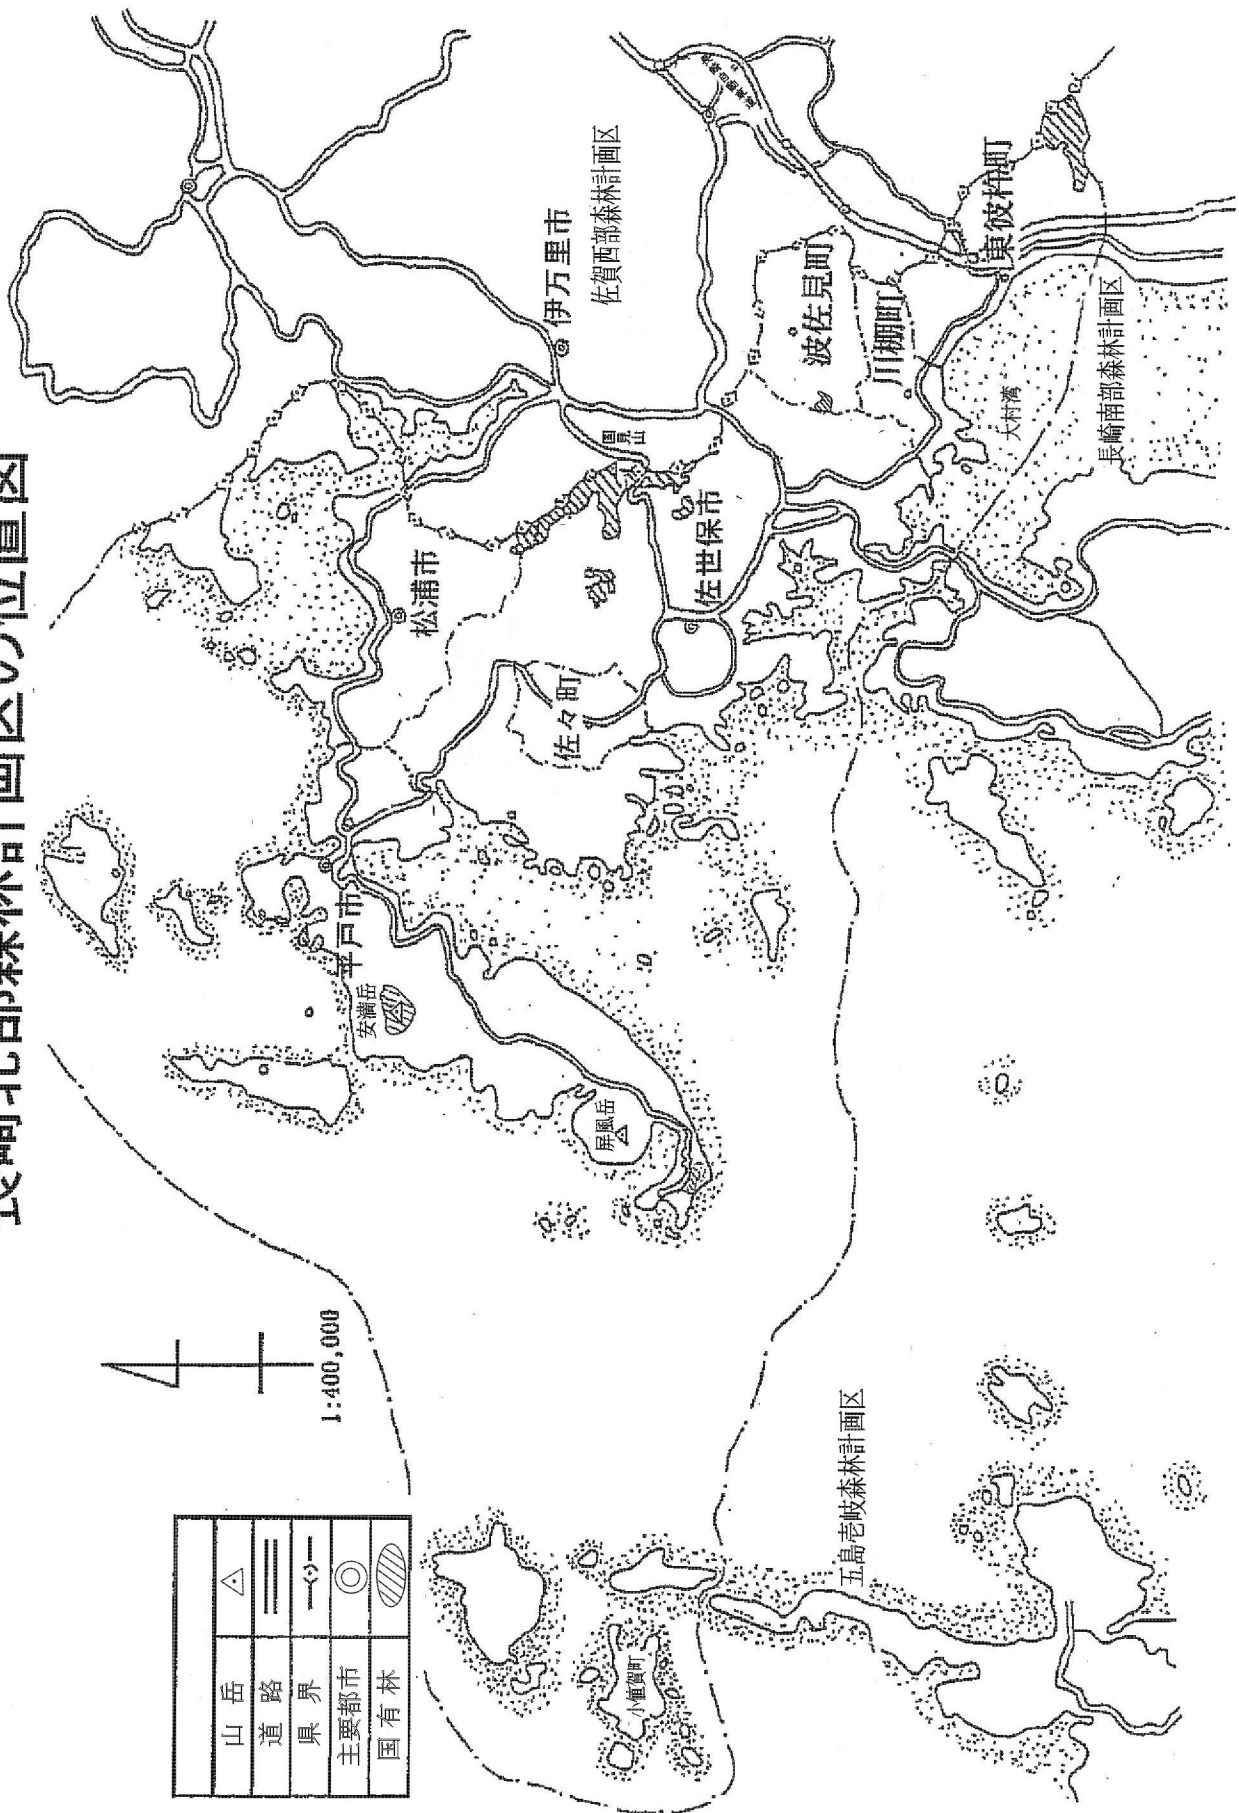 長崎北部森林計画区の位置図
1:400,000
山岳
道路
県界
主要都市
国有林
伊万里市
佐賀西部森林計画区
国見山
松浦市
佐世保市
佐々町
平戸市
安満岳
屏風岳
波佐見町
川棚町
東彼杵町
大村湾
長崎南部森林計画区
五島壱岐森林計画区
小値賀町